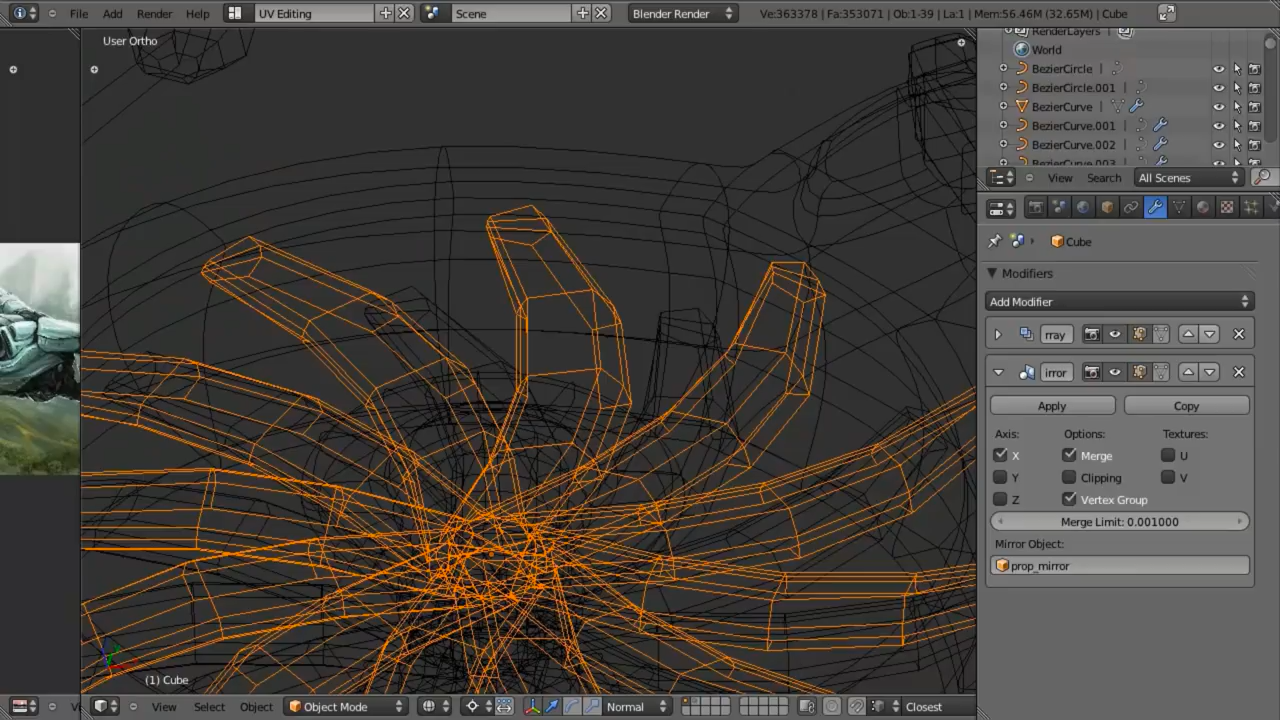 File Add Render Help UV Editing Scene Blender Render Ve:363378 | Fa:353071 | Ob:1-39 | La:1 | Mem:56.46M (32.65M) | Cube
User Ortho
RenderLayers
World
BezierCircle
BezierCircle.001
BezierCurve
BezierCurve.001
BezierCurve.002
BezierCurve.003
View Search All Scenes
Cube
Modifiers
Add Modifier
rray
irror
Apply Copy
Axis: Options: Textures:
X Merge U
Y Clipping V
Z Vertex Group
Merge Limit: 0.001000
Mirror Object:
prop_mirror
(1) Cube
Vi View Select Object Object Mode Normal Closest